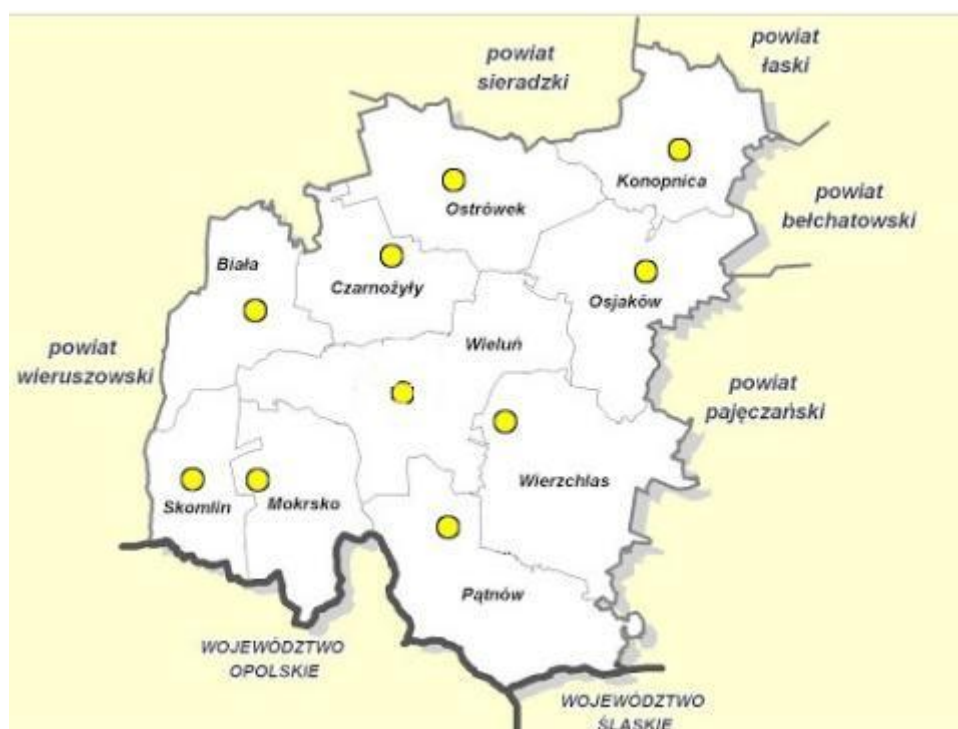 powiat
sieradzki
powiat
łaski
Konopnica
Ostrówek
powiat
bełchatowski
Biała
Czarnożyły
Osjaków
Wieluń
powiat
wieruszowski
powiat
pajęczański
Wierzchlas
Skomlin
Mokrsko
Pątnów
WOJEWÓDZTWO
OPOLSKIE
WOJEWÓDZTWO
ŚLĄSKIE